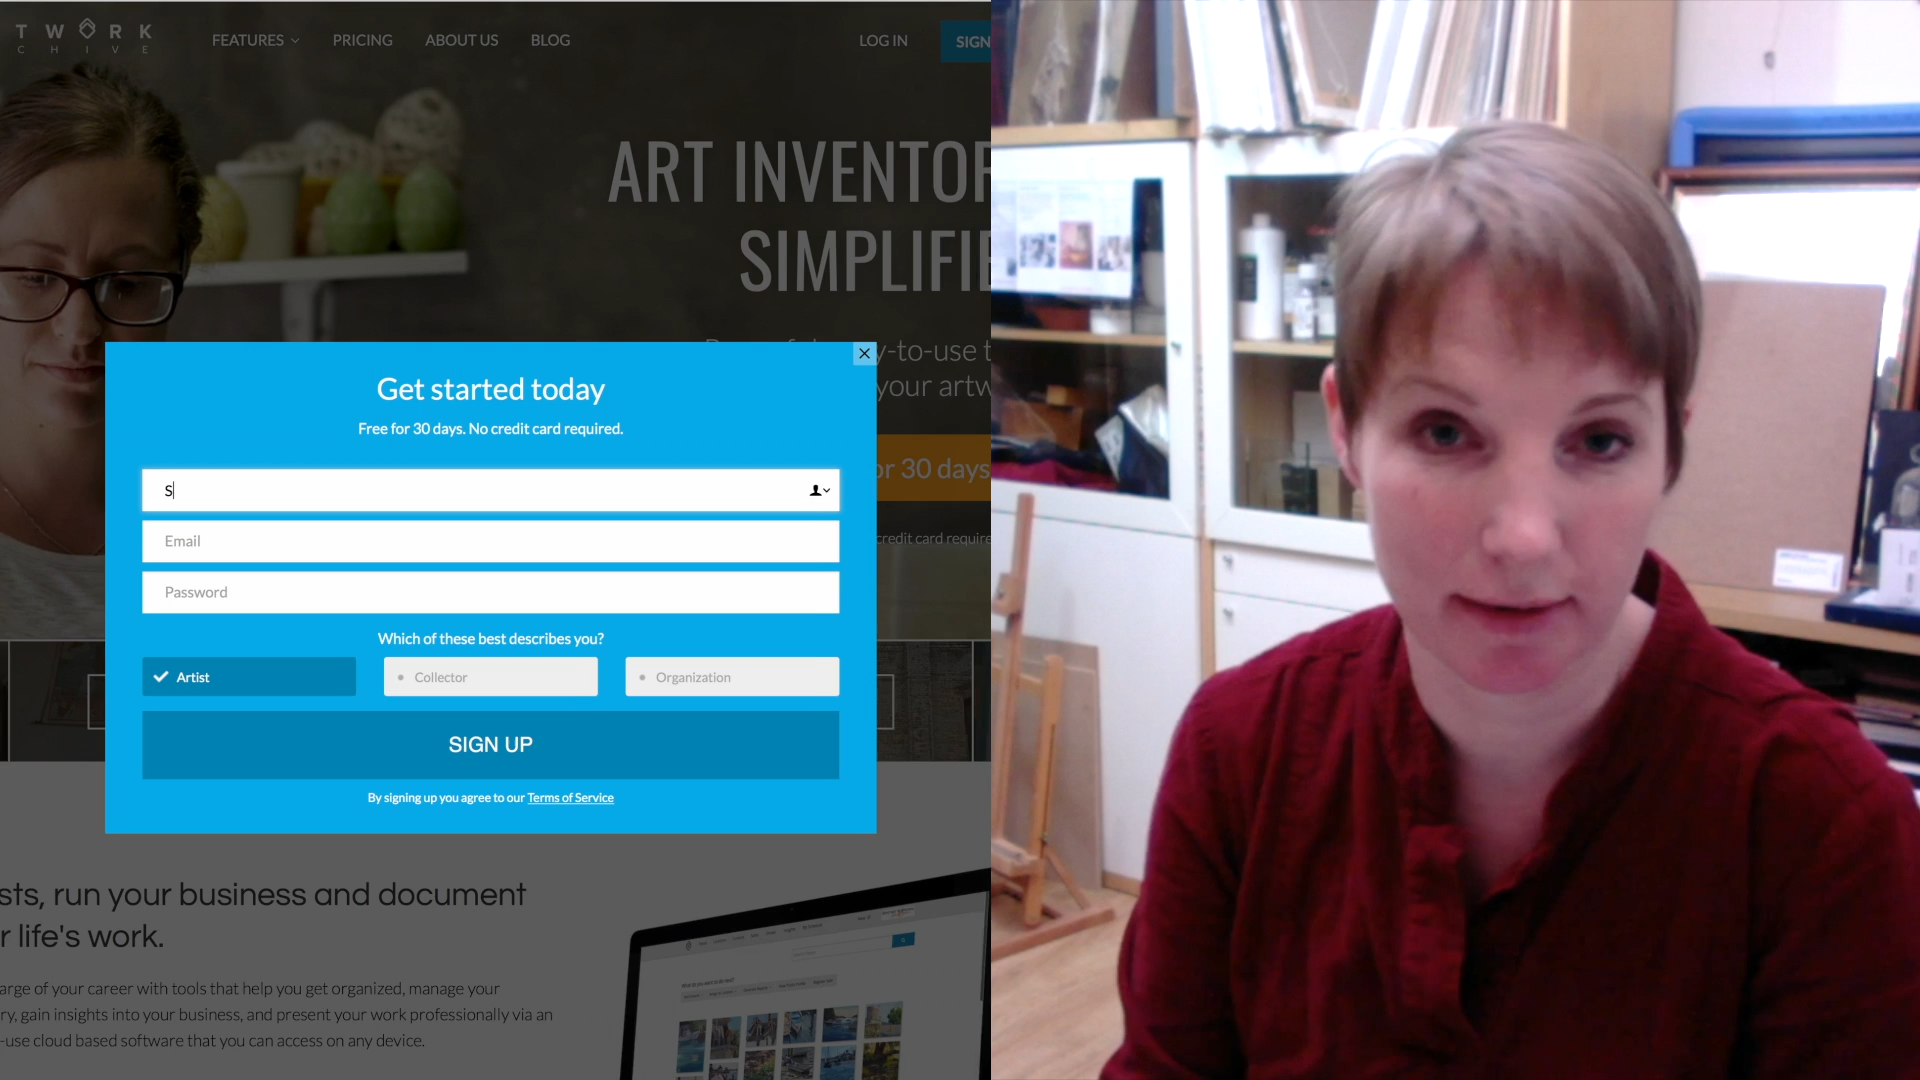 TWORK
CHIVE
FEATURES
PRICING
ABOUT US
BLOG
LOG IN
SIGN
ART INVENTOR
SIMPLIFIE
y-to-use t
your artw
or 30 days
credit card require
Get started today
Free for 30 days. No credit card required.
S
Email
Password
Which of these best describes you?
Artist
Collector
Organization
SIGN UP
By signing up you agree to our Terms of Service
sts, run your business and document
r life's work.
arge of your career with tools that help you get organized, manage your
ry, gain insights into your business, and present your work professionally via an
-use cloud based software that you can access on any device.